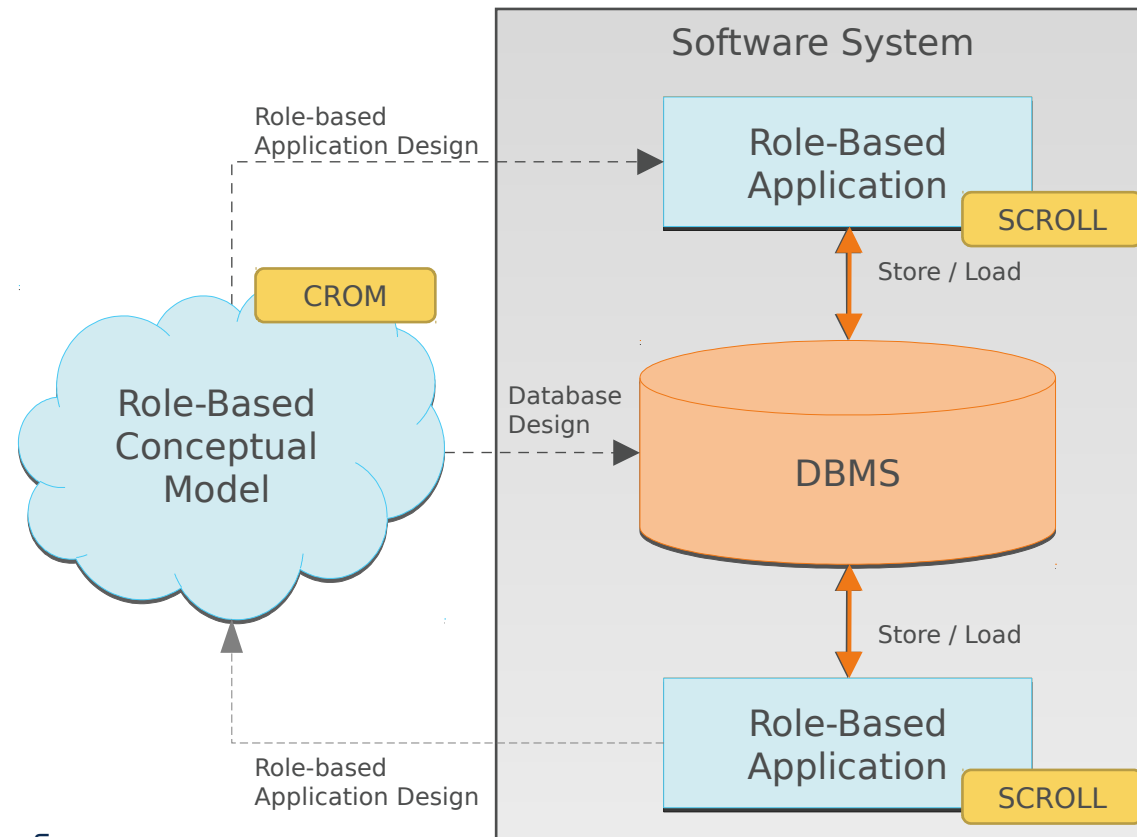 Software System
Role-based
Application Design
Role-Based
Application
SCROLL
Store / Load
CROM
Role-Based
Conceptual
Model
Database
Design
DBMS
Store / Load
Role-Based
Application
SCROLL
Role-based
Application Design